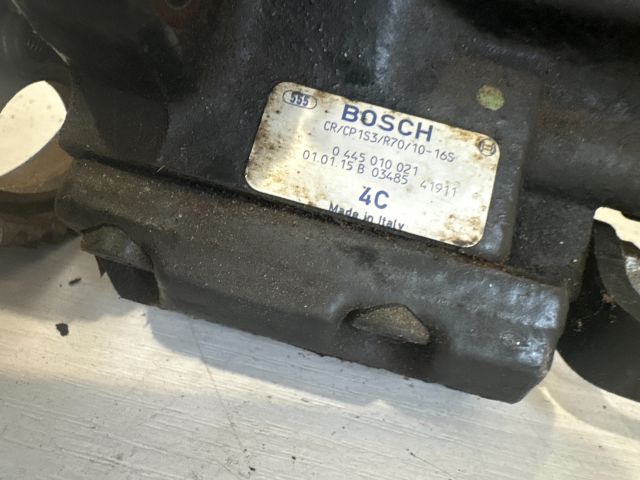 555
BOSCH
CR/CP1S3/R70/10-16S
0 445 010 021
01.01.15 B 03485 41911
4C
Made in Italy